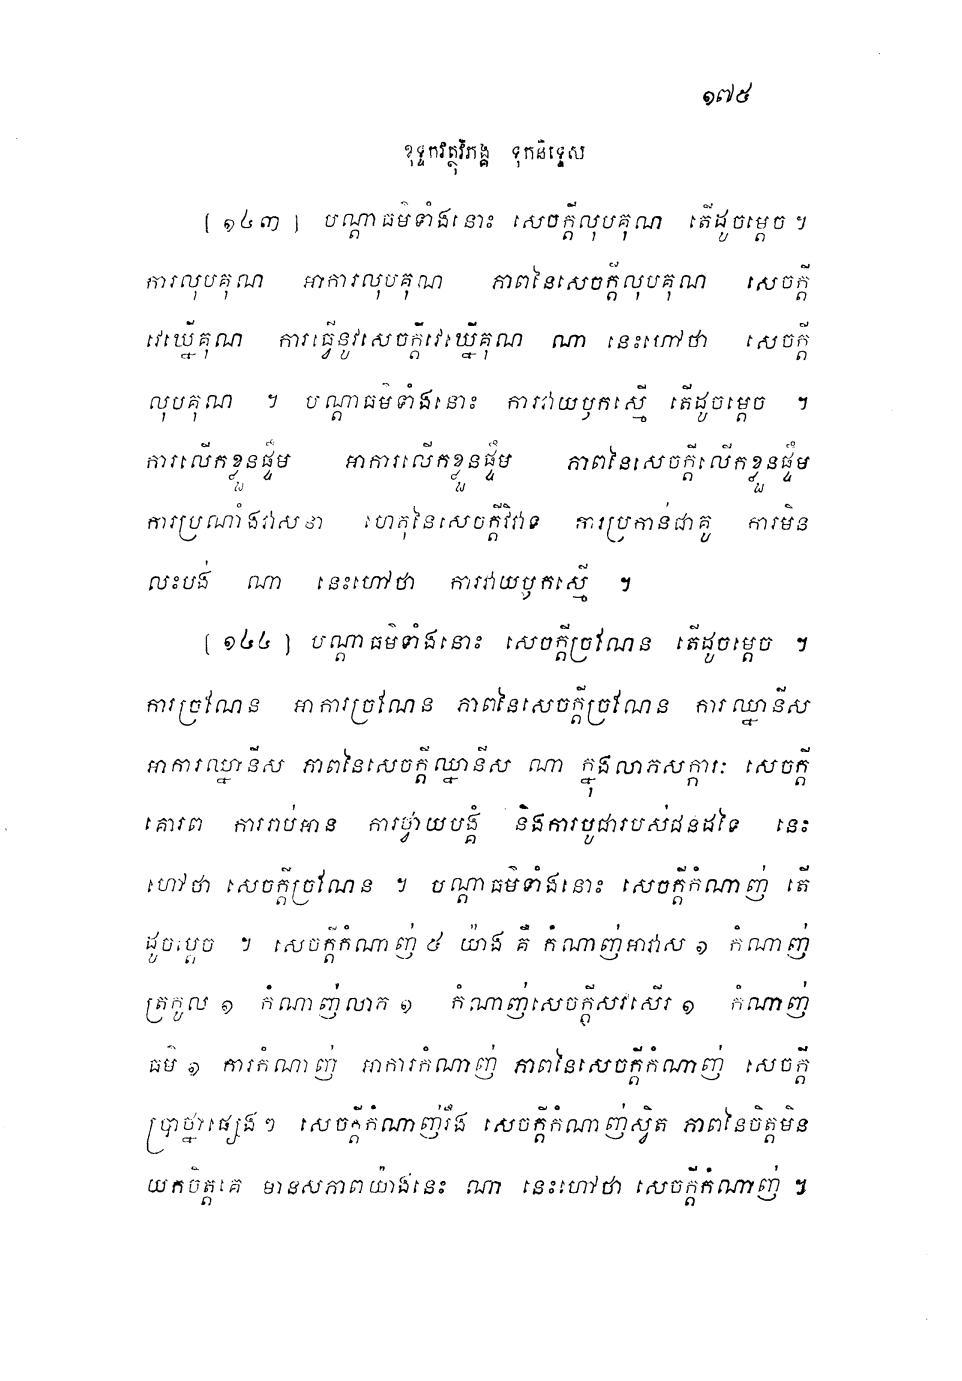 ១៧៥
ខុទ្ទកវត្ថុវិភង្គ ទុកនិទ្ទេស
[ ១៤៣ ] បណ្ដាធម៌ទាំងនោះ សេចក្ដីលុបគុណ តើដូចម្ដេច ។
ការលុបគុណ អាការលុបគុណ ភាពនៃសេចក្ដីលុបគុណ សេចក្ដី
វេឃ្នើគុណ ការធ្វើនូវសេចក្ដីវេឃ្នើគុណ ណា នេះហៅថា សេចក្ដី
លុបគុណ ។ បណ្ដាធម៌ទាំងនោះ ការវាយឫកស្មើ តើដូចម្ដេច ។
ការលើកខ្លួនផ្ទឹម អាការលើកខ្លួនផ្ទឹម ភាពនៃសេចក្ដីលើកខ្លួនផ្ទឹម
ការប្រណាំងវាសនា ហេតុនៃសេចក្ដីវិវាទ ការប្រកាន់ជាគូ ការមិន
លះបង់ ណា នេះហៅថា ការវាយឫកស្មើ ។
[ ១៤៤ ] បណ្ដាធម៌ទាំងនោះ សេចក្ដីច្រណែន តើដូចម្ដេច ។
ការច្រណែន អាការច្រណែន ភាពនៃសេចក្ដីច្រណែន ការឈ្នានីស
អាការឈ្នានីស ភាពនៃសេចក្ដីឈ្នានីស ណា ក្នុងលាភសក្ការៈ សេចក្ដី
គោរព ការរាប់អាន ការថ្វាយបង្គំ និងការបូជារបស់ជនដទៃ នេះ
ហៅថា សេចក្ដីច្រណែន ។ បណ្ដាធម៌ទាំងនោះ សេចក្ដីកំណាញ់ តើ
ដូចម្ដេច ។ សេចក្ដីកំណាញ់ ៥ យ៉ាង គឺ កំណាញ់អាវាស ១ កំណាញ់
ត្រកូល ១ កំណាញ់លាភ ១ កំណាញ់សេចក្ដីសរសើរ ១ កំណាញ់
ធម៌ ១ ការកំណាញ់ អាការកំណាញ់ ភាពនៃសេចក្ដីកំណាញ់ សេចក្ដី
ប្រាថ្នាផ្សេងៗ សេចក្ដីកំណាញ់រឹង សេចក្ដីកំណាញ់ស្វិត ភាពនៃចិត្តមិន
យកចិត្តគេ មានសភាពយ៉ាងនេះ ណា នេះហៅថា សេចក្ដីកំណាញ់ ។